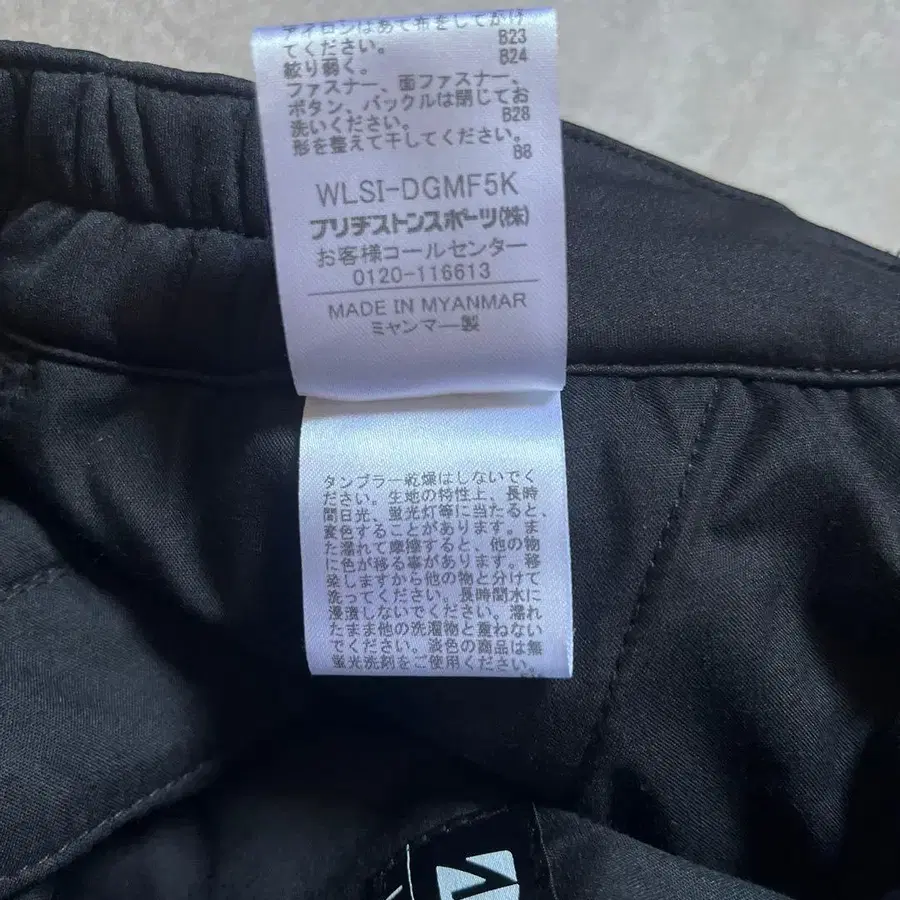 アイロンはあて布をしてかけ
てください。 B23
絞り弱く。 B24
ファスナー、面ファスナー、
ボタン、バックルは閉じてお
洗いください。 B28
形を整えて干してください。
B8
WLSI-DGMF5K
ブリヂストンスポーツ(株)
お客様コールセンター
0120-116613
MADE IN MYANMAR
ミャンマー製
タンブラー乾燥はしないでく
ださい。生地の特性上、長時
間日光、蛍光灯等に当たると、
変色することがあります。ま
た濡れて摩擦すると、他の物
に色が移る事があります。移
染しますから他の物と分けて
洗ってください。長時間水に
浸漬しないでください。濡れ
たまま他の洗濯物と重ねない
でください。淡色の商品は無
蛍光洗剤をご使用ください。